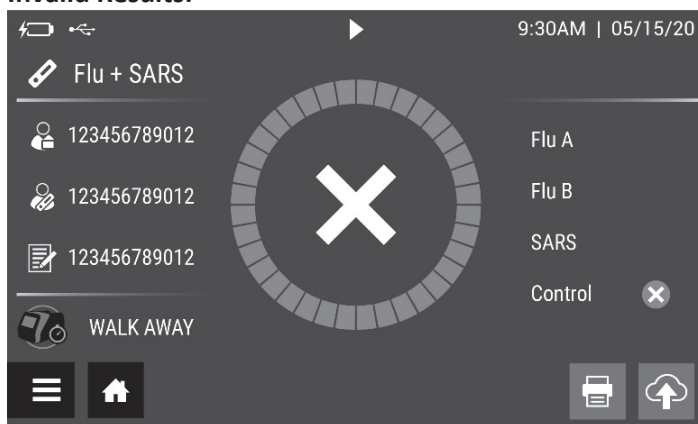 Invalid Results:
9:30AM | 05/15/20
Flu + SARS
123456789012
123456789012
123456789012
WALK AWAY
Flu A
Flu B
SARS
Control